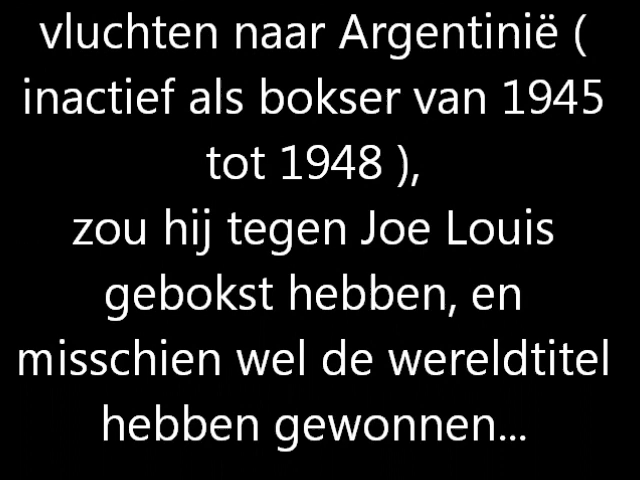 vluchten naar Argentinië (
inactief als bokser van 1945
tot 1948 ),
zou hij tegen Joe Louis
gebokst hebben, en
misschien wel de wereldtitel
hebben gewonnen...